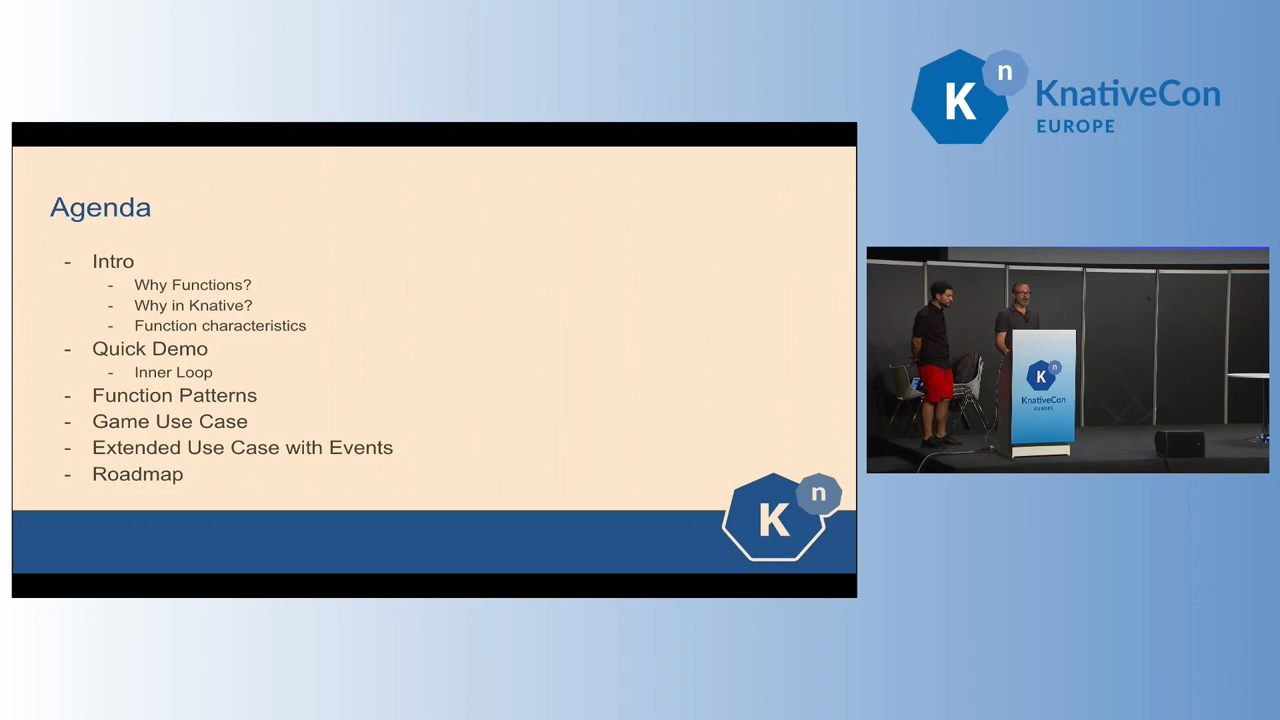 Agenda
- Intro
- Why Functions?
- Why in Knative?
- Function characteristics
- Quick Demo
- Inner Loop
- Function Patterns
- Game Use Case
- Extended Use Case with Events
- Roadmap
K n
K n
KnativeCon
EUROPE
K n
KnativeCon
EUROPE